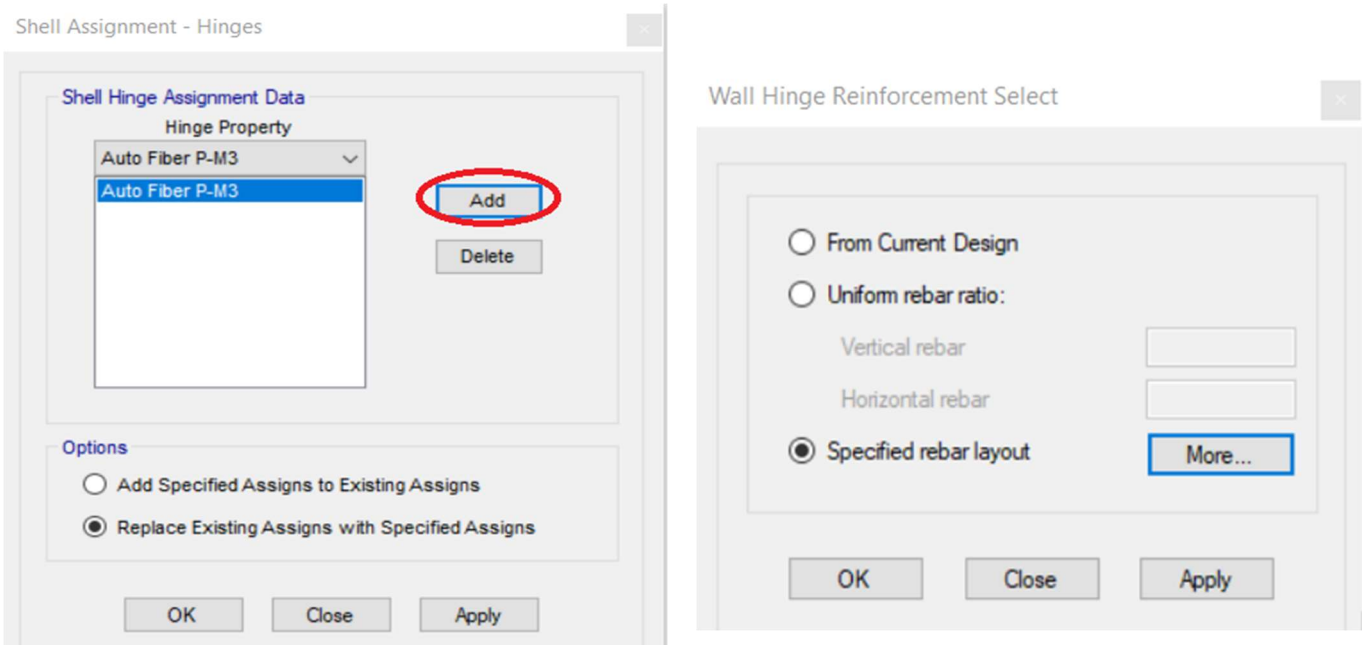 Shell Assignment - Hinges
Shell Hinge Assignment Data
Hinge Property
Auto Fiber P-M3
Auto Fiber P-M3
Add
Delete
Options
Add Specified Assigns to Existing Assigns
Replace Existing Assigns with Specified Assigns
OK Close Apply
Wall Hinge Reinforcement Select
From Current Design
Uniform rebar ratio:
Vertical rebar
Horizontal rebar
Specified rebar layout More...
OK Close Apply